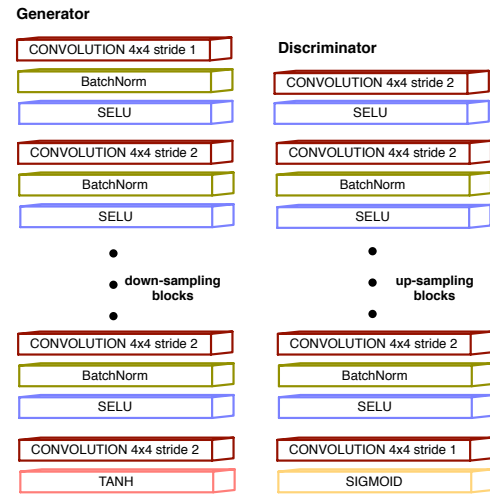 Generator
CONVOLUTION 4x4 stride 1
BatchNorm
SELU
CONVOLUTION 4x4 stride 2
BatchNorm
SELU
down-sampling
blocks
CONVOLUTION 4x4 stride 2
BatchNorm
SELU
CONVOLUTION 4x4 stride 2
TANH
Discriminator
CONVOLUTION 4x4 stride 2
SELU
CONVOLUTION 4x4 stride 2
BatchNorm
SELU
up-sampling
blocks
CONVOLUTION 4x4 stride 2
BatchNorm
SELU
CONVOLUTION 4x4 stride 1
SIGMOID